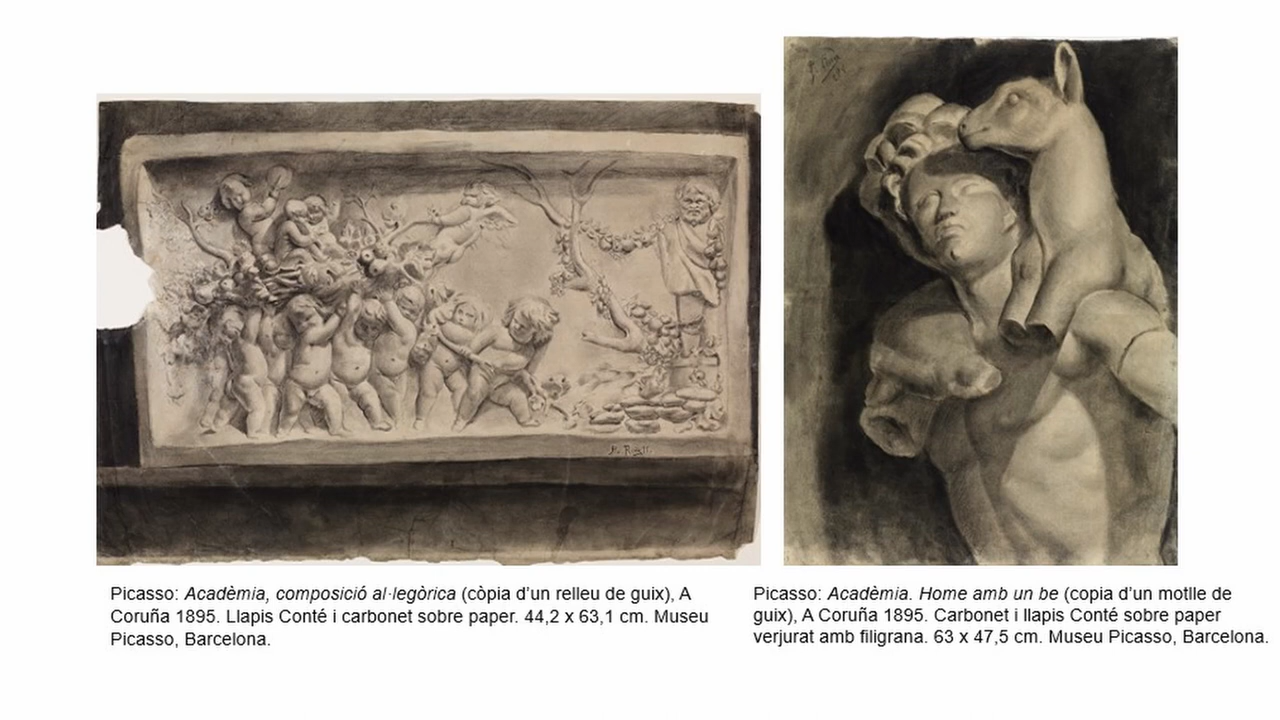 Picasso: Acadèmia, composició al·legòrica (còpia d'un relleu de guix), A
Coruña 1895. Llapis Conté i carbonet sobre paper. 44,2 x 63,1 cm. Museu
Picasso, Barcelona.
Picasso: Acadèmia. Home amb un be (copia d'un motlle de
guix), A Coruña 1895. Carbonet i llapis Conté sobre paper
verjurat amb filigrana. 63 x 47,5 cm. Museu Picasso, Barcelona.